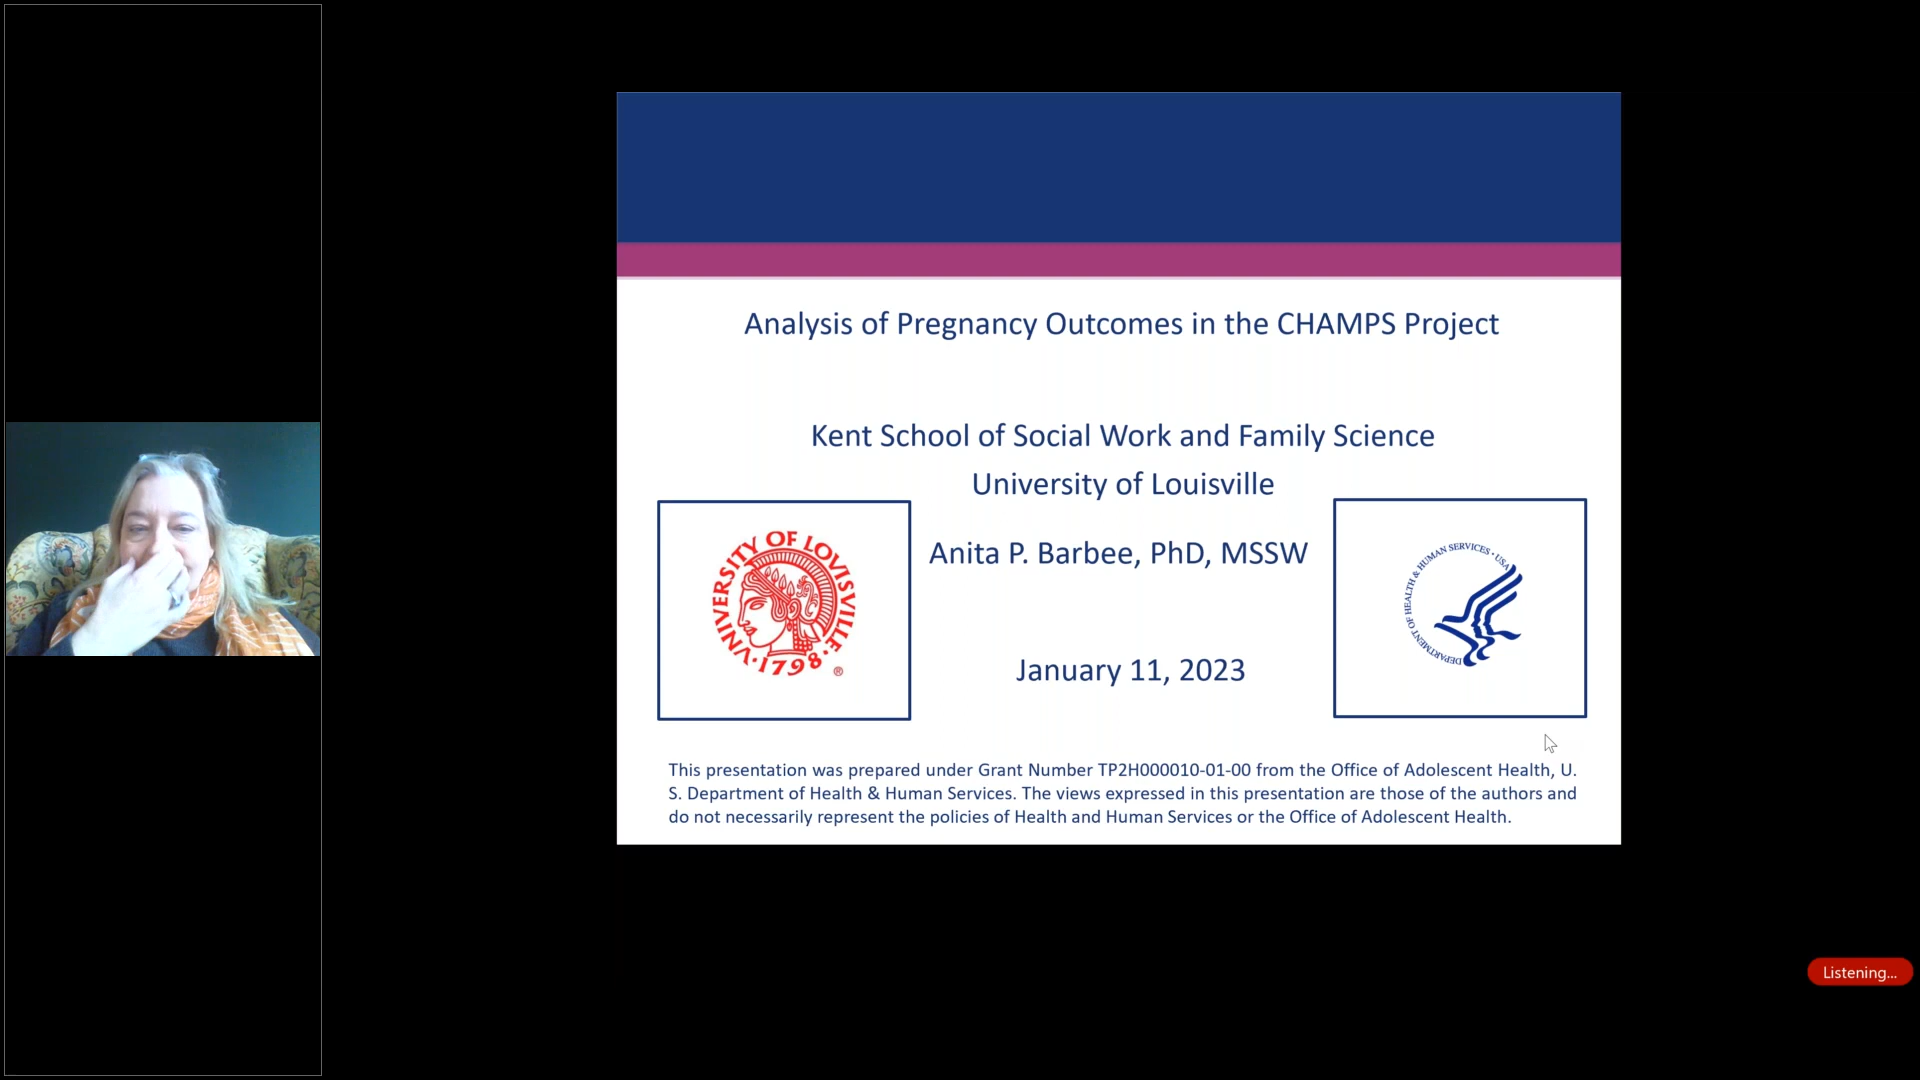 Analysis of Pregnancy Outcomes in the CHAMPS Project
Kent School of Social Work and Family Science
University of Louisville
UNIVERSITY OF LOVISVILLE
·1798·
®
Anita P. Barbee, PhD, MSSW
DEPARTMENT OF HEALTH & HUMAN SERVICES • USA
January 11, 2023
This presentation was prepared under Grant Number TP2H000010-01-00 from the Office of Adolescent Health, U.
S. Department of Health & Human Services. The views expressed in this presentation are those of the authors and
do not necessarily represent the policies of Health and Human Services or the Office of Adolescent Health.
Listening...